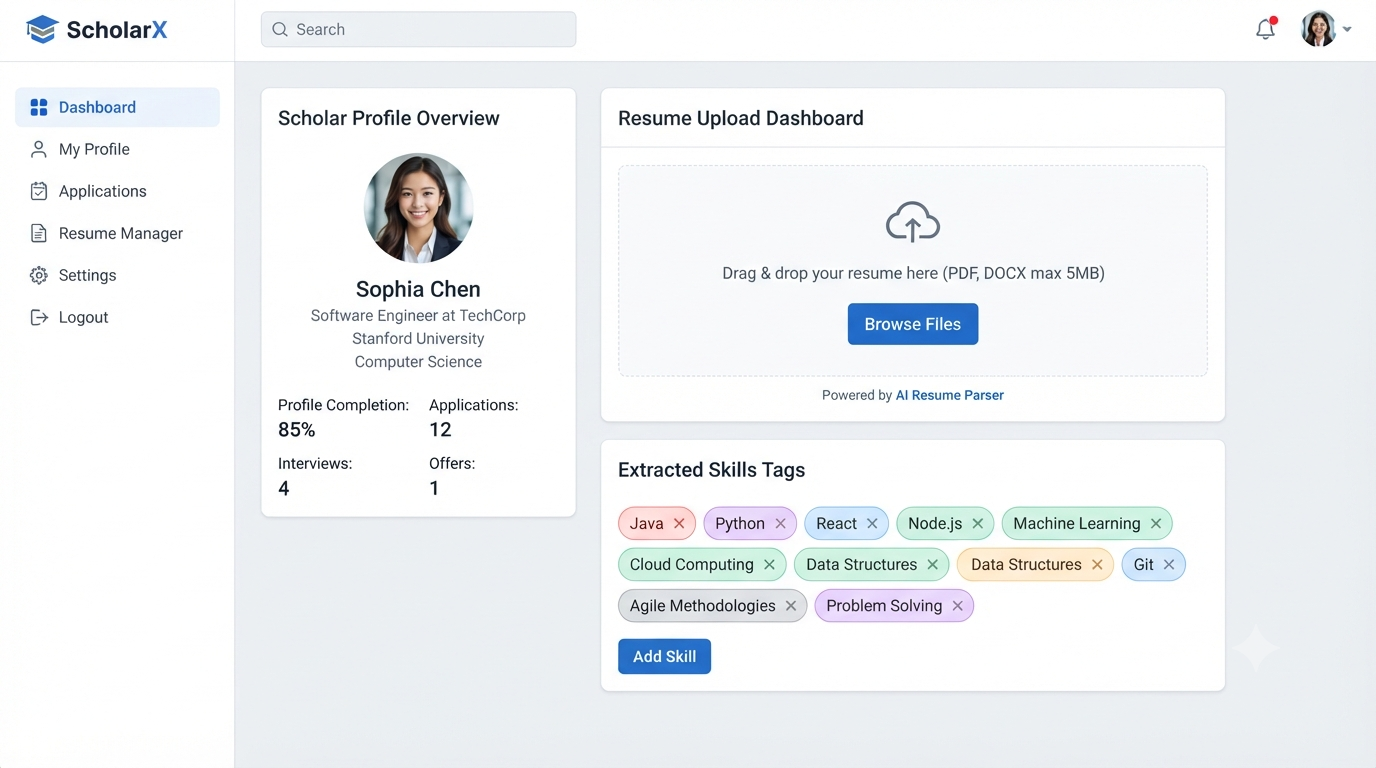 ScholarX
Search
Dashboard
My Profile
Applications
Resume Manager
Settings
Logout
Scholar Profile Overview
Sophia Chen
Software Engineer at TechCorp
Stanford University
Computer Science
Profile Completion:
85%
Applications:
12
Interviews:
4
Offers:
1
Resume Upload Dashboard
Drag & drop your resume here (PDF, DOCX max 5MB)
Browse Files
Powered by AI Resume Parser
Extracted Skills Tags
Java × Python × React × Node.js × Machine Learning ×
Cloud Computing × Data Structures × Data Structures × Git ×
Agile Methodologies × Problem Solving ×
Add Skill